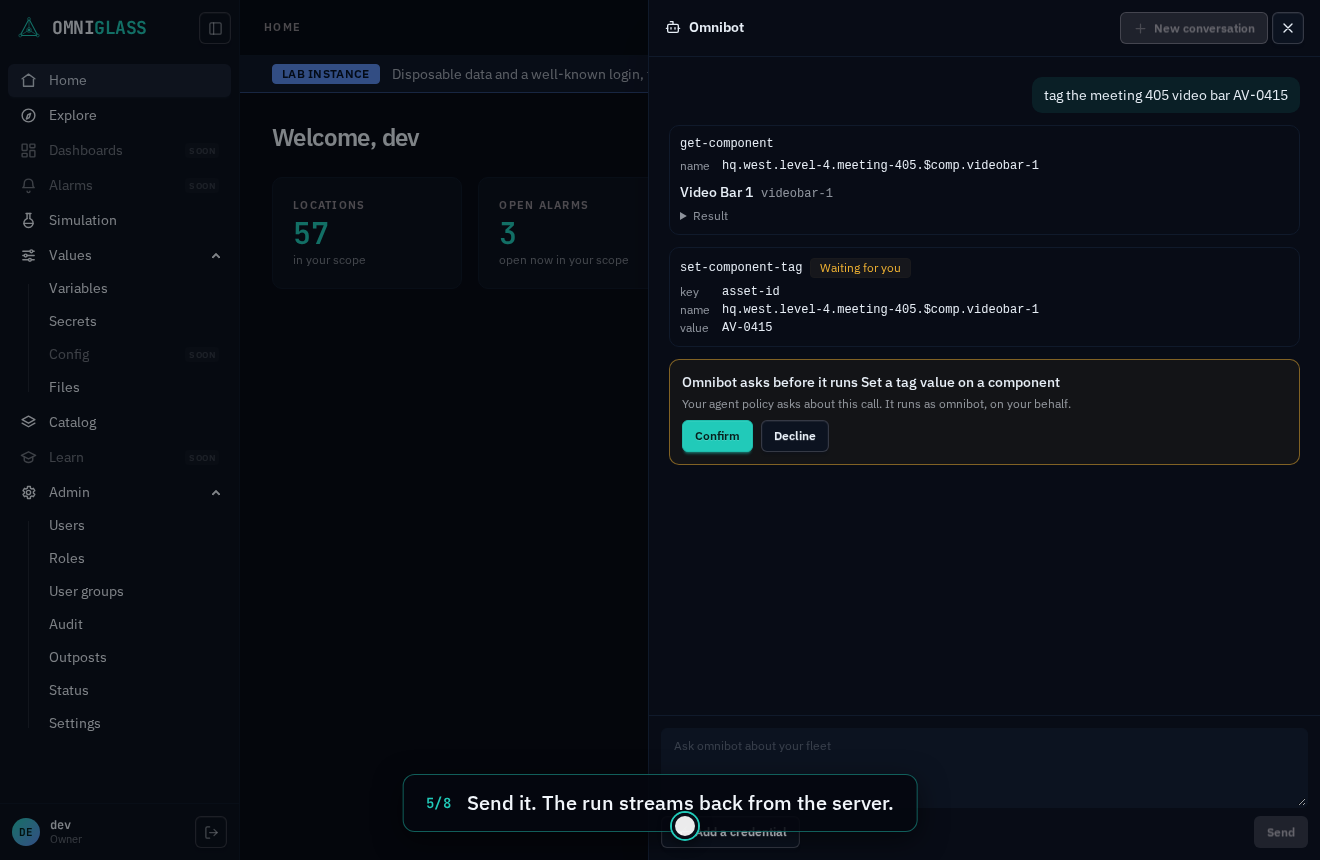 OMNIGLASS
Home
Explore
Dashboards SOON
Alarms SOON
Simulation
Values
Variables
Secrets
Config SOON
Files
Catalog
Learn SOON
Admin
Users
Roles
User groups
Audit
Outposts
Status
Settings
DE
dev
Owner
HOME
LAB INSTANCE Disposable data and a well-known login,
Welcome, dev
LOCATIONS
57
in your scope
OPEN ALARMS
3
open now in your scope
Omnibot
New conversation
tag the meeting 405 video bar AV-0415
get-component
name hq.west.level-4.meeting-405.$comp.videobar-1
Video Bar 1 videobar-1
Result
set-component-tag Waiting for you
key asset-id
name hq.west.level-4.meeting-405.$comp.videobar-1
value AV-0415
Omnibot asks before it runs Set a tag value on a component
Your agent policy asks about this call. It runs as omnibot, on your behalf.
Confirm
Decline
Ask omnibot about your fleet
5/8 Send it. The run streams back from the server.
a credential
Send